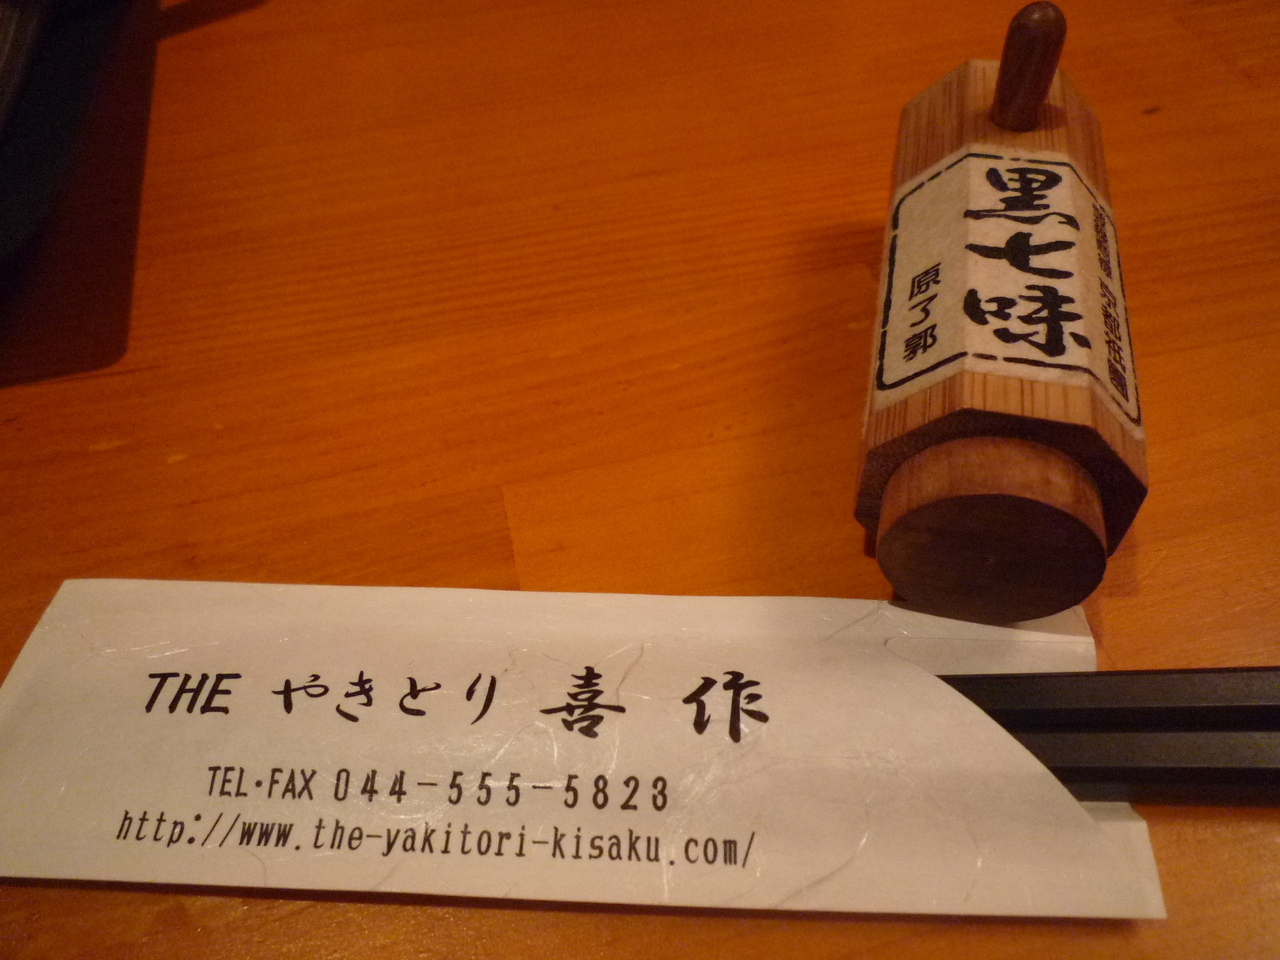 黒七味
原了郭
THE やきとり 喜作
TEL・FAX 044-555-5823
http://www.the-yakitori-kisaku.com/